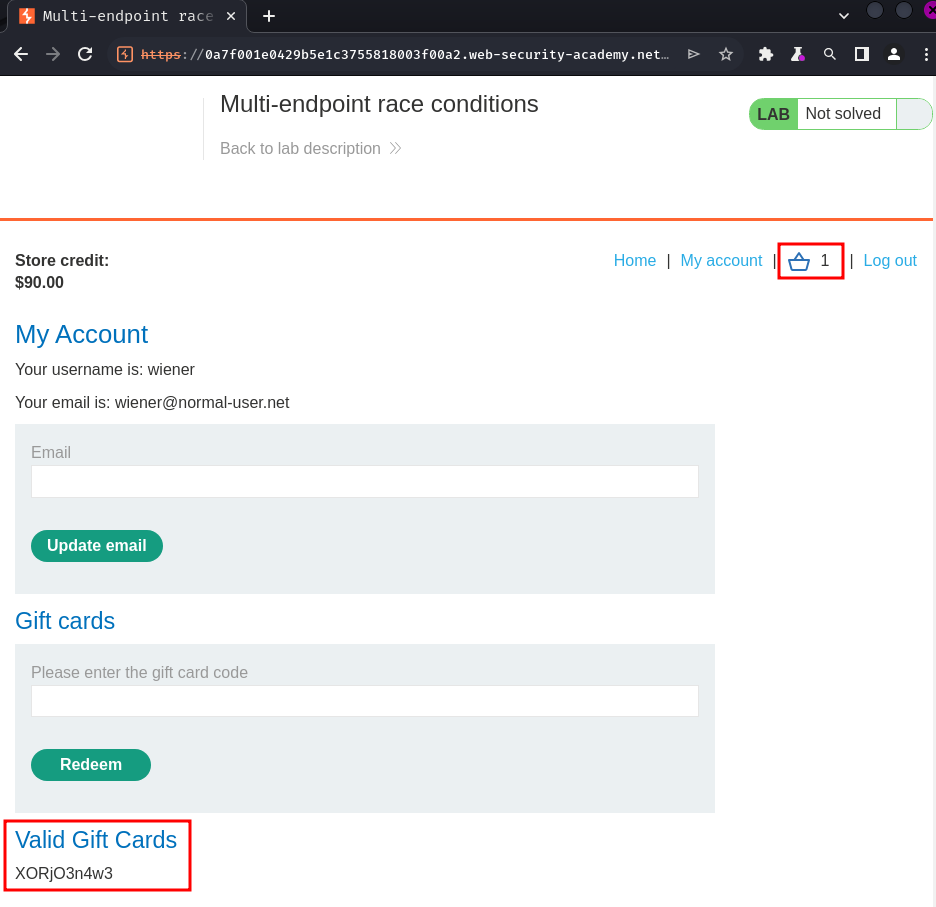 Multi-endpoint race
https://0a7f001e0429b5e1c3755818003f00a2.web-security-academy.net…
Multi-endpoint race conditions
LAB Not solved
Back to lab description
Store credit:
$90.00
Home | My account | 1 | Log out
My Account
Your username is: wiener
Your email is: wiener@normal-user.net
Email
Update email
Gift cards
Please enter the gift card code
Redeem
Valid Gift Cards
XORjO3n4w3